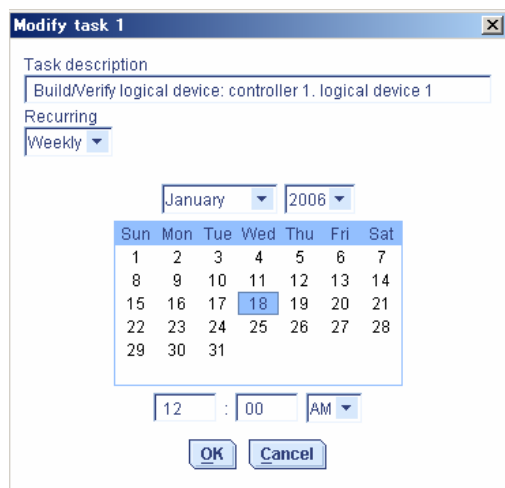 Modify task 1
Task description
Build/Verify logical device: controller 1. logical device 1
Recurring
Weekly
January 2006
Sun Mon Tue Wed Thu Fri Sat
1 2 3 4 5 6 7
8 9 10 11 12 13 14
15 16 17 18 19 20 21
22 23 24 25 26 27 28
29 30 31
12 : 00 AM
OK Cancel